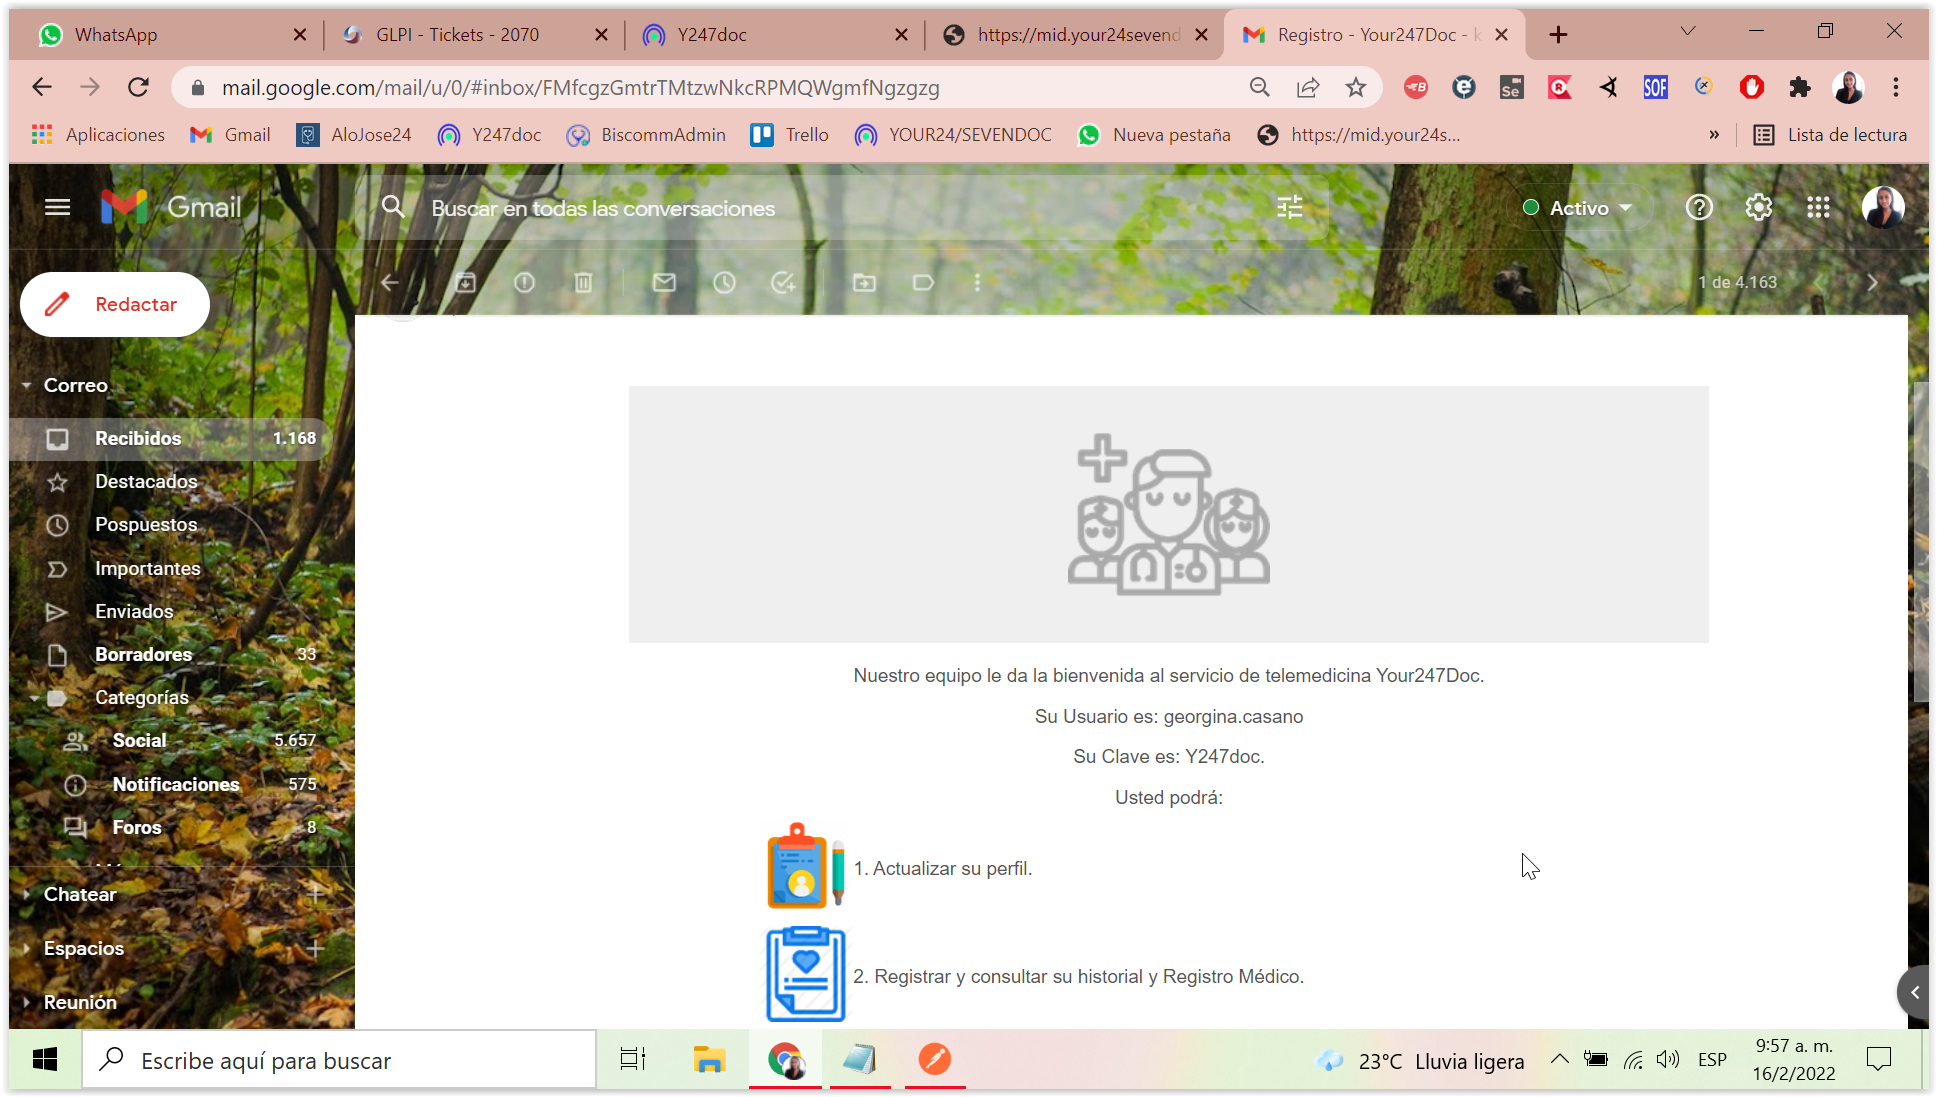 WhatsApp
GLPI - Tickets - 2070
Y247doc
https://mid.your24sevend
Registro - Your247Doc - k
mail.google.com/mail/u/0/#inbox/FMfcgzGmtrTMtzwNkcRPMQWgmfNgzgzg
SOF
Aplicaciones
Gmail
AloJose24
Y247doc
BiscommAdmin
Trello
YOUR24/SEVENDOC
Nueva pestaña
https://mid.your24s...
»
Lista de lectura
Gmail
Buscar en todas las conversaciones
Activo
Redactar
1 de 4.163
Correo
Recibidos 1.168
Destacados
Pospuestos
Importantes
Enviados
Borradores 33
Categorías
Social 5.657
Notificaciones 575
Foros 8
Chatear
Espacios
Reunión
Nuestro equipo le da la bienvenida al servicio de telemedicina Your247Doc.
Su Usuario es: georgina.casano
Su Clave es: Y247doc.
Usted podrá:
1. Actualizar su perfil.
2. Registrar y consultar su historial y Registro Médico.
Escribe aquí para buscar
23°C Lluvia ligera
ESP
9:57 a. m.
16/2/2022